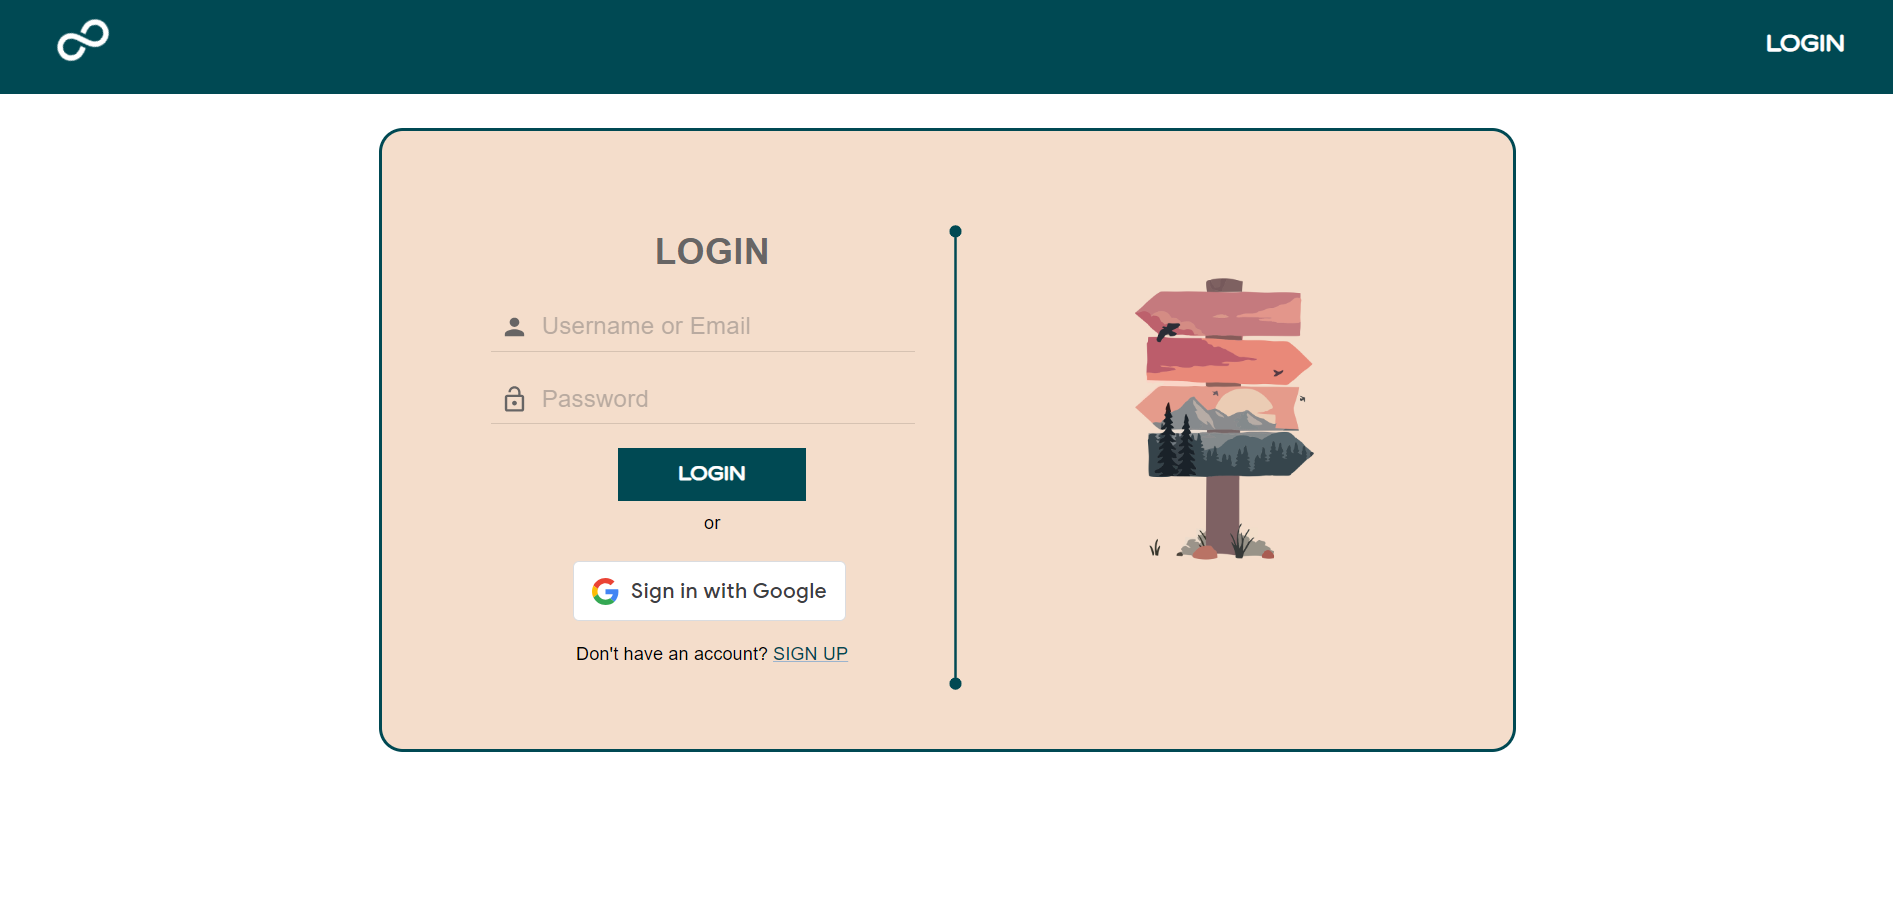 LOGIN
LOGIN
Username or Email
Password
LOGIN
or
Sign in with Google
Don't have an account? SIGN UP